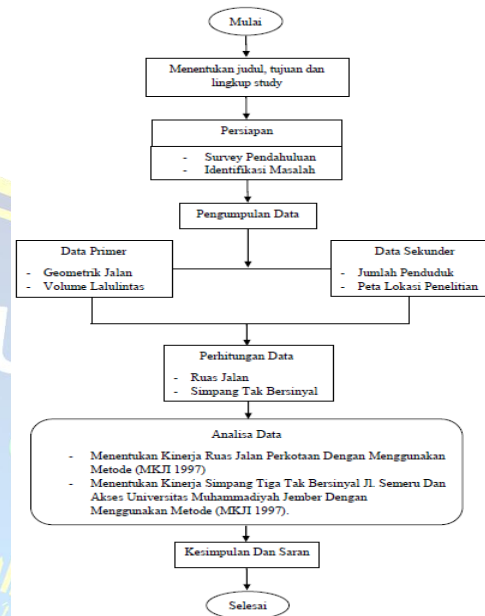 Mulai
Menentukan judul, tujuan dan
lingkup study
Persiapan
- Survey Pendahuluan
- Identifikasi Masalah
Pengumpulan Data
Data Primer
- Geometrik Jalan
- Volume Lalulintas
Data Sekunder
- Jumlah Penduduk
- Peta Lokasi Penelitian
Perhitungan Data
- Ruas Jalan
- Simpang Tak Bersinyal
Analisa Data
- Menentukan Kinerja Ruas Jalan Perkotaan Dengan Menggunakan
Metode (MKJI 1997)
- Menentukan Kinerja Simpang Tiga Tak Bersinyal Jl. Semeru Dan
Akses Universitas Muhammadiyah Jember Dengan
Menggunakan Metode (MKJI 1997).
Kesimpulan Dan Saran
Selesai